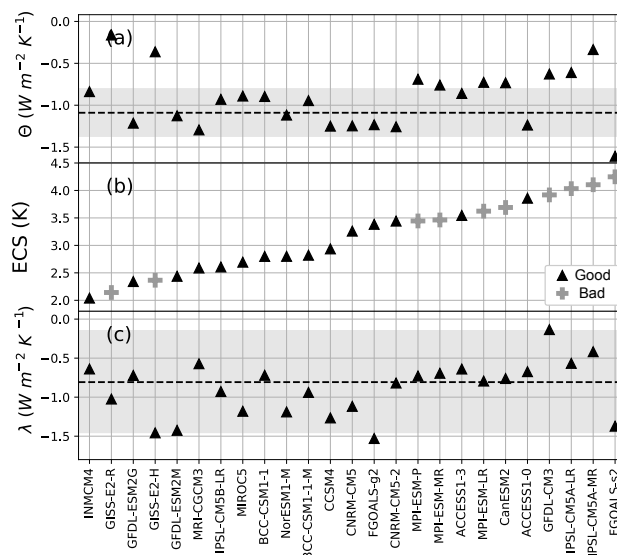 0.0
−0.5
−1.0
−1.5
Θ (W m−2 K−1)
(a)
4.5
4.0
3.5
3.0
2.5
2.0
ECS (K)
(b)
Good
Bad
0.0
−0.5
−1.0
−1.5
λ (W m−2 K−1)
(c)
INMCM4
GISS-E2-R
GFDL-ESM2G
GISS-E2-H
GFDL-ESM2M
MRI-CGCM3
IPSL-CM5B-LR
MIROC5
BCC-CSM1-1
NorESM1-M
BCC-CSM1-1-M
CCSM4
CNRM-CM5
FGOALS-g2
CNRM-CM5-2
MPI-ESM-P
MPI-ESM-MR
ACCESS1-3
MPI-ESM-LR
CanESM2
ACCESS1-0
GFDL-CM3
IPSL-CM5A-LR
IPSL-CM5A-MR
FGOALS-s2